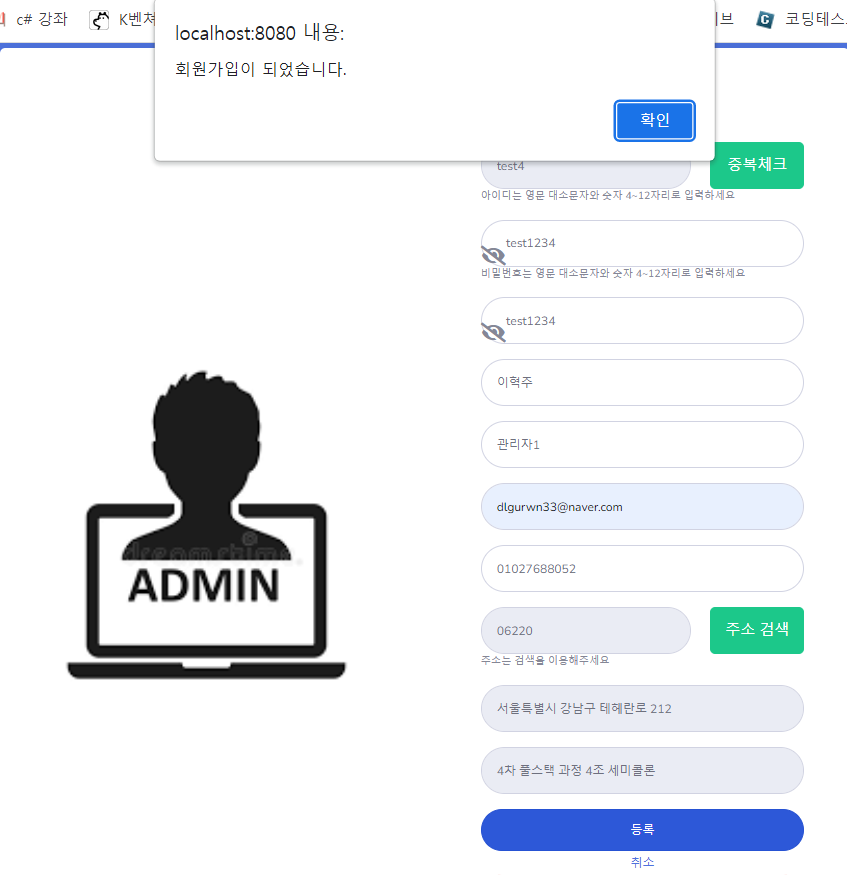 c# 강좌
K벤처
이브
코딩테스
localhost:8080 내용:
회원가입이 되었습니다.
확인
test4
중복체크
아이디는 영문 대소문자와 숫자 4~12자리로 입력하세요
test1234
비밀번호는 영문 대소문자와 숫자 4~12자리로 입력하세요
test1234
이혁주
관리자1
dlgurwn33@naver.com
01027688052
dreamstime.
ADMIN
06220
주소 검색
주소는 검색을 이용해주세요
서울특별시 강남구 테헤란로 212
4차 풀스택 과정 4조 세미콜론
등록
취소